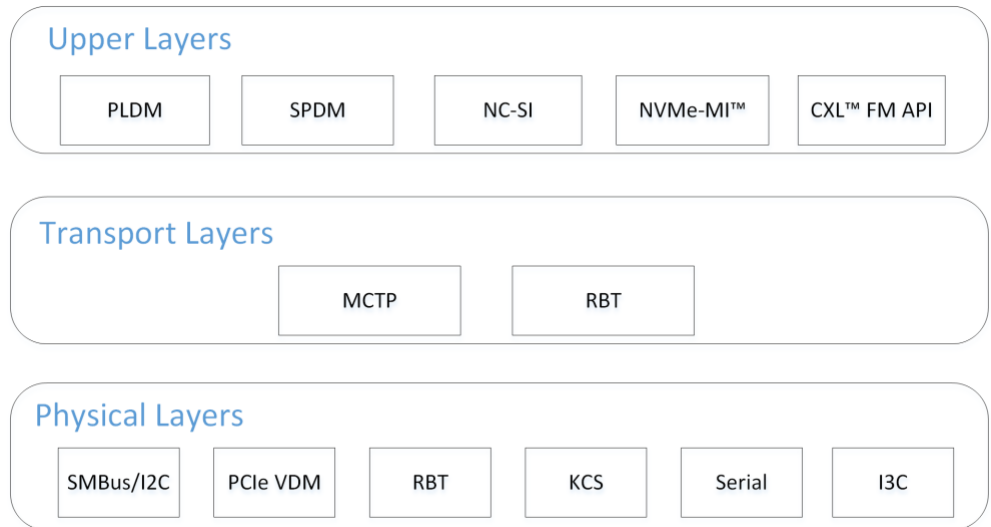 Upper Layers
PLDM
SPDM
NC-SI
NVMe-MI™
CXL™ FM API
Transport Layers
MCTP
RBT
Physical Layers
SMBus/I2C
PCIe VDM
RBT
KCS
Serial
I3C